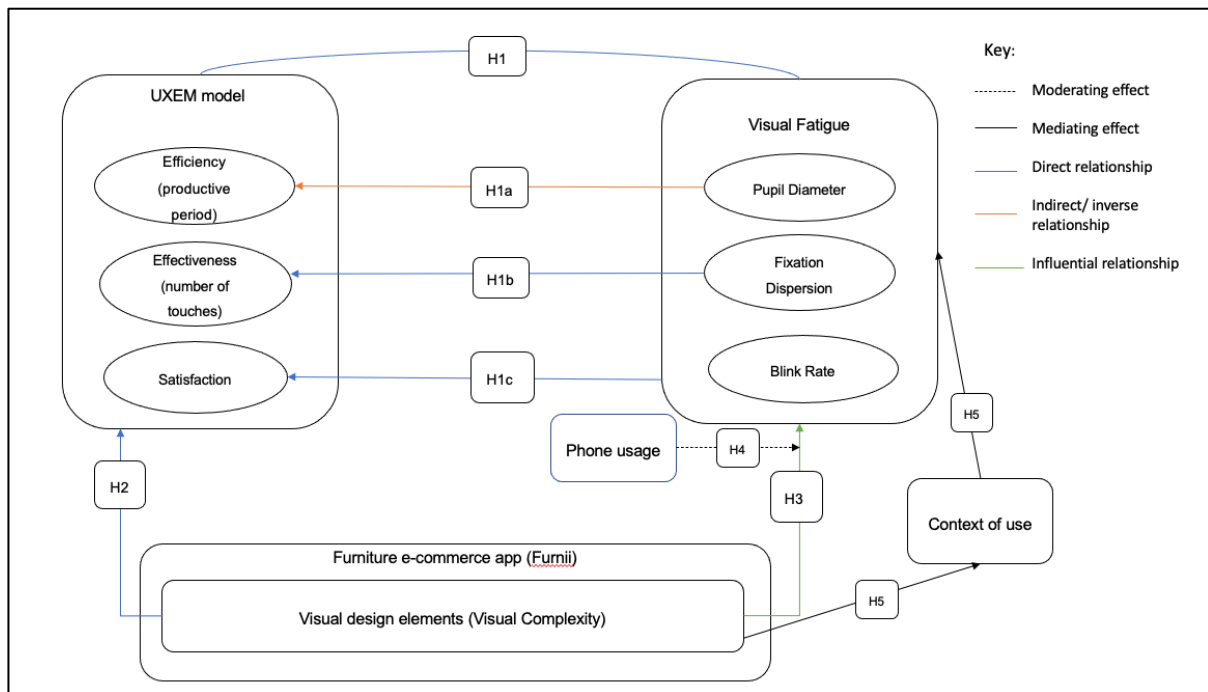 H1
UXEM model
Efficiency
(productive
period)
Effectiveness
(number of
touches)
Satisfaction
H1a
H1b
H1c
Visual Fatigue
Pupil Diameter
Fixation
Dispersion
Blink Rate
Key:
Moderating effect
Mediating effect
Direct relationship
Indirect/ inverse
relationship
Influential relationship
Phone usage
H4
H5
H2
H3
Context of use
Furniture e-commerce app (Furnii)
Visual design elements (Visual Complexity)
H5